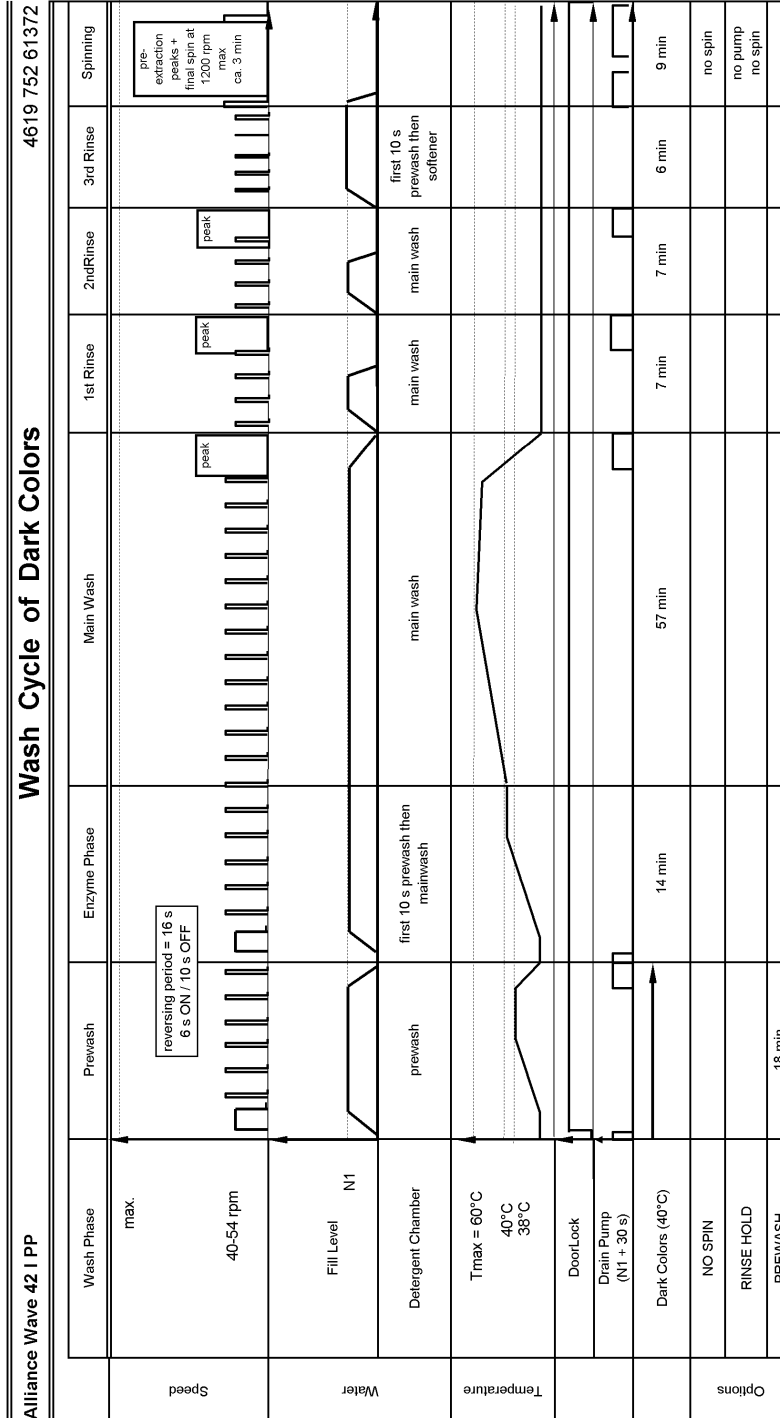 Alliance Wave 42 I PP
4619 752 61372
Wash Cycle of Dark Colors
Wash Phase
Prewash
Enzyme Phase
Main Wash
1st Rinse
2ndRinse
3rd Rinse
Spinning
Speed
max.
40-54 rpm
reversing period = 16 s
6 s ON / 10 s OFF
peak
peak
peak
pre-
extraction
peaks +
final spin at
1200 rpm
max
ca. 3 min
Water
Fill Level
N1
Detergent Chamber
prewash
first 10 s prewash then
mainwash
main wash
main wash
main wash
first 10 s
prewash then
softener
Temperature
Tmax = 60°C
40°C
38°C
DoorLock
Drain Pump
(N1 + 30 s)
Dark Colors (40°C)
14 min
57 min
7 min
7 min
6 min
9 min
Options
NO SPIN
no spin
RINSE HOLD
no pump
no spin
PREWASH
18 min